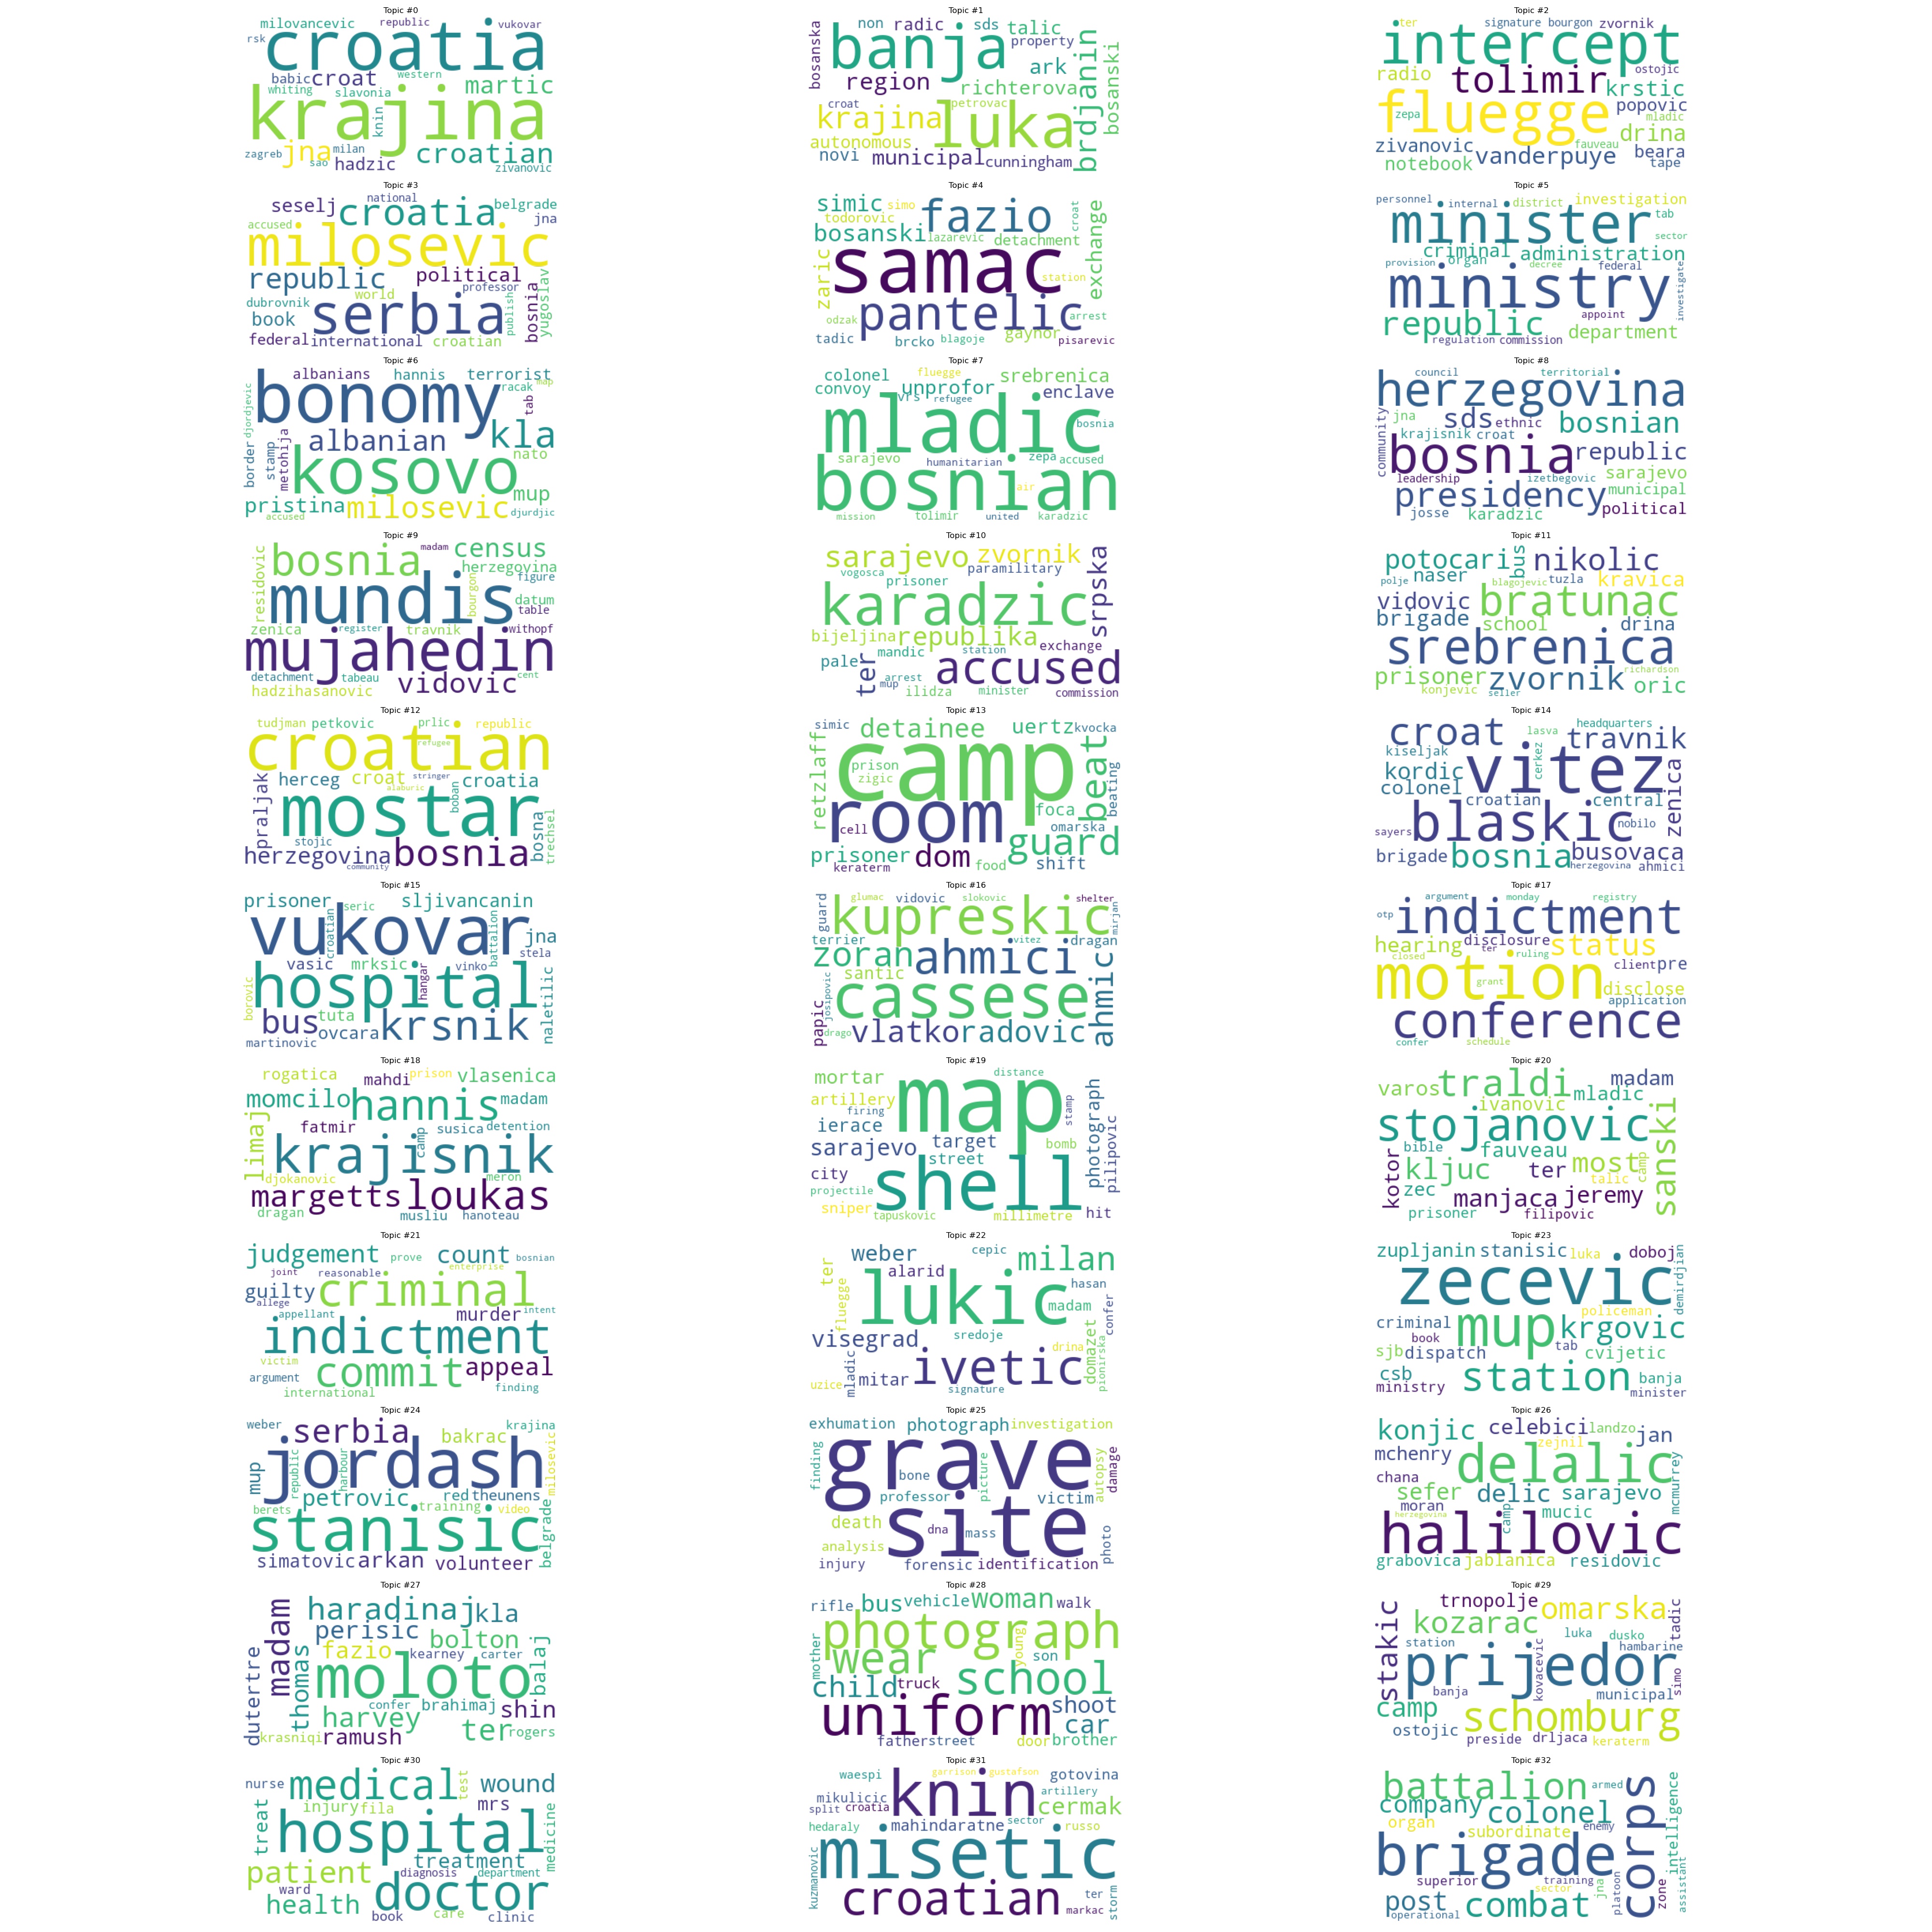 Topic #0
milovancevic republic vukovar
rsk croatia
babic croat western martic
whiting slavonia
krajina knin
zagreb jna milan sao hadzic croatian zivanovic
Topic #1
bosanska non radic sds talic
banja property brdjanin bosanski
region ark richterova
croat petrovac
krajina luka
autonomous
novi municipal cunningham
Topic #2
ter signature bourgon zvornik
intercept
radio tolimir ostojic krstic
zepa fluegge popovic mladic drina
zivanovic vanderpuye fauveau beara
notebook tape
Topic #3
national
seselj croatia belgrade
accused jna
milosevic
republic political
world professor
dubrovnik serbia publish bosnia yugoslav
book
federal international croatian
Topic #4
simic simo fazio croat exchange
todorovic
bosanski lazarevic detachment
zaric samac station
odzak pantelic arrest
tadic brcko blagoje gaynor pisarevic
Topic #5
personnel internal district investigation
minister tab
sector
criminal administration
provision organ decree federal investigate
ministry
republic appoint department
regulation commission
Topic #6
albanians hannis terrorist
djordjevic bonomy racak map tab
albanian kla
border stamp metohija kosovo nato
pristina milosevic mup
accused djurdjic
Topic #7
colonel fluegge srebrenica
convoy vrs unprofor enclave
refugee
mladic bosnia
sarajevo humanitarian zepa accused
bosnian air
mission tolimir united karadzic
Topic #8
council territorial
herzegovina
community jna sds ethnic bosnian
krajisnik croat
bosnia republic
leadership izetbegovic sarajevo
presidency municipal
josse karadzic political
Topic #9
bosnia madam census
herzegovina
residovic mundis bourgon figure
datum
table
zenica register travnik withopf
mujahedin
detachment tabeau vidovic cent
hadzihasanovic
Topic #10
sarajevo zvornik
vogosca prisoner paramilitary srpska
karadzic
bijeljina republika
pale mandic station exchange
ter mup arrest accused
ilidza minister commission
Topic #11
potocari bus nikolic
polje naser blagojevic tuzla kravica
vidovic bratunac
brigade school drina
srebrenica
prisoner zvornik richardson
konjevic seller oric
Topic #12
tudjman petkovic prlic republic
croatian
refugee
herceg croat stringer croatia
praljak alaburic
mostar boban bosna trechsel
stojic
herzegovina bosnia
community
Topic #13
simic detainee uertz kvocka
retzlaff camp beat beating
prison
zigic
room foca
cell omarska
guard
prisoner dom
keraterm food shift
Topic #14
croat headquarters
lasva travnik
kiseljak vitez cerkez
kordic
colonel croatian central zenica
sayers blaskic nobilo
brigade bosnia busovaca
herzegovina ahmici
Topic #15
prisoner seric sljivancanin
vukovar croatian battalion jna
stela
vasic mrksic vinko
borovic hospital hangar naletilic
bus tuta krsnik
ovcara
martinovic
Topic #16
guard glumac vidovic slokovic shelter
kupreskic mirjan
terrier vitez dragan
zoran ahmici ahmic
santic
papic josipovic cassese
drago vlatko radovic
Topic #17
argument monday registry
otp indictment
hearing disclosure status
ter ruling
closed client pre
motion grant disclose
application
conference
confer schedule
Topic #18
rogatica mahdi prison vlasenica
momcilo hannis madam
limaj fatmir camp susica detention
krajisnik
djokanovic meron
margetts loukas
dragan musliu hanoteau
Topic #19
mortar distance
artillery map photograph
firing stamp
ierace
sarajevo target bomb filipovic
city street
projectile shell
sniper tapuskovic millimetre hit
Topic #20
varos traldi madam
mladic
ivanovic
stojanovic sanski
bible fauveau
kotor kljuc ter most camp
talic
zec manjaca jeremy
prisoner filipovic
Topic #21
judgement prove count bosnian
joint reasonable enterprise
guilty criminal
allege
appellant murder intent
indictment
victim commit appeal
argument
international finding
Topic #22
weber cepic milan
ter alarid
fluegge lukic hasan
madam confer
visegrad sredoje domazet pionirska
drina
uzice mladic mitar ivetic
signature
Topic #23
zupljanin stanisic luka doboj
zecevic demirdjian
policeman
criminal mup krgovic
book
sjb dispatch tab cvijetic
csb station banja
ministry minister
Topic #24
weber serbia krajina
bakrac
mup republic jordash harbour milosevic
petrovic red theunens
berets training video
stanisic belgrade
simatovic arkan volunteer
Topic #25
exhumation photograph investigation
finding grave autopsy damage
bone picture
professor victim
death dna mass
analysis site photo
injury forensic identification
Topic #26
konjic celebici landzo jan
mchenry zejnil
delalic mcmurrey
chana
sefer delic sarajevo
moran camp mucic
herzegovina
halilovic
grabovica jablanica residovic
Topic #27
madam haradinaj kla
perisic
fazio bolton balaj
dutertre thomas kearney carter
moloto
confer brahimaj shin
harvey ter
krasniqi ramush rogers
Topic #28
rifle bus vehicle woman walk
photograph
mother wear young son
school
child truck
uniform shoot
car
father street door brother
Topic #29
stakic trnopolje omarska tadic
kozarac
station luka dusko
hambarine
prijedor kovacevic simo
banja municipal
camp schomburg
ostojic
preside drljaca keraterm
Topic #30
nurse medical test wound
injury fila mrs
treat hospital medicine
treatment
patient diagnosis department
ward
health doctor
book care clinic
Topic #31
waespi garrison gustafson gotovina
mikulicic knin artillery
split croatia cermak
hedaraly mahindaratne sector russo
kuzmanovic misetic
croatian ter storm
markac
Topic #32
battalion armed corps intelligence
company colonel
organ enemy
subordinate
brigade
superior training assistant
sector
post combat jna platoon zone
operational